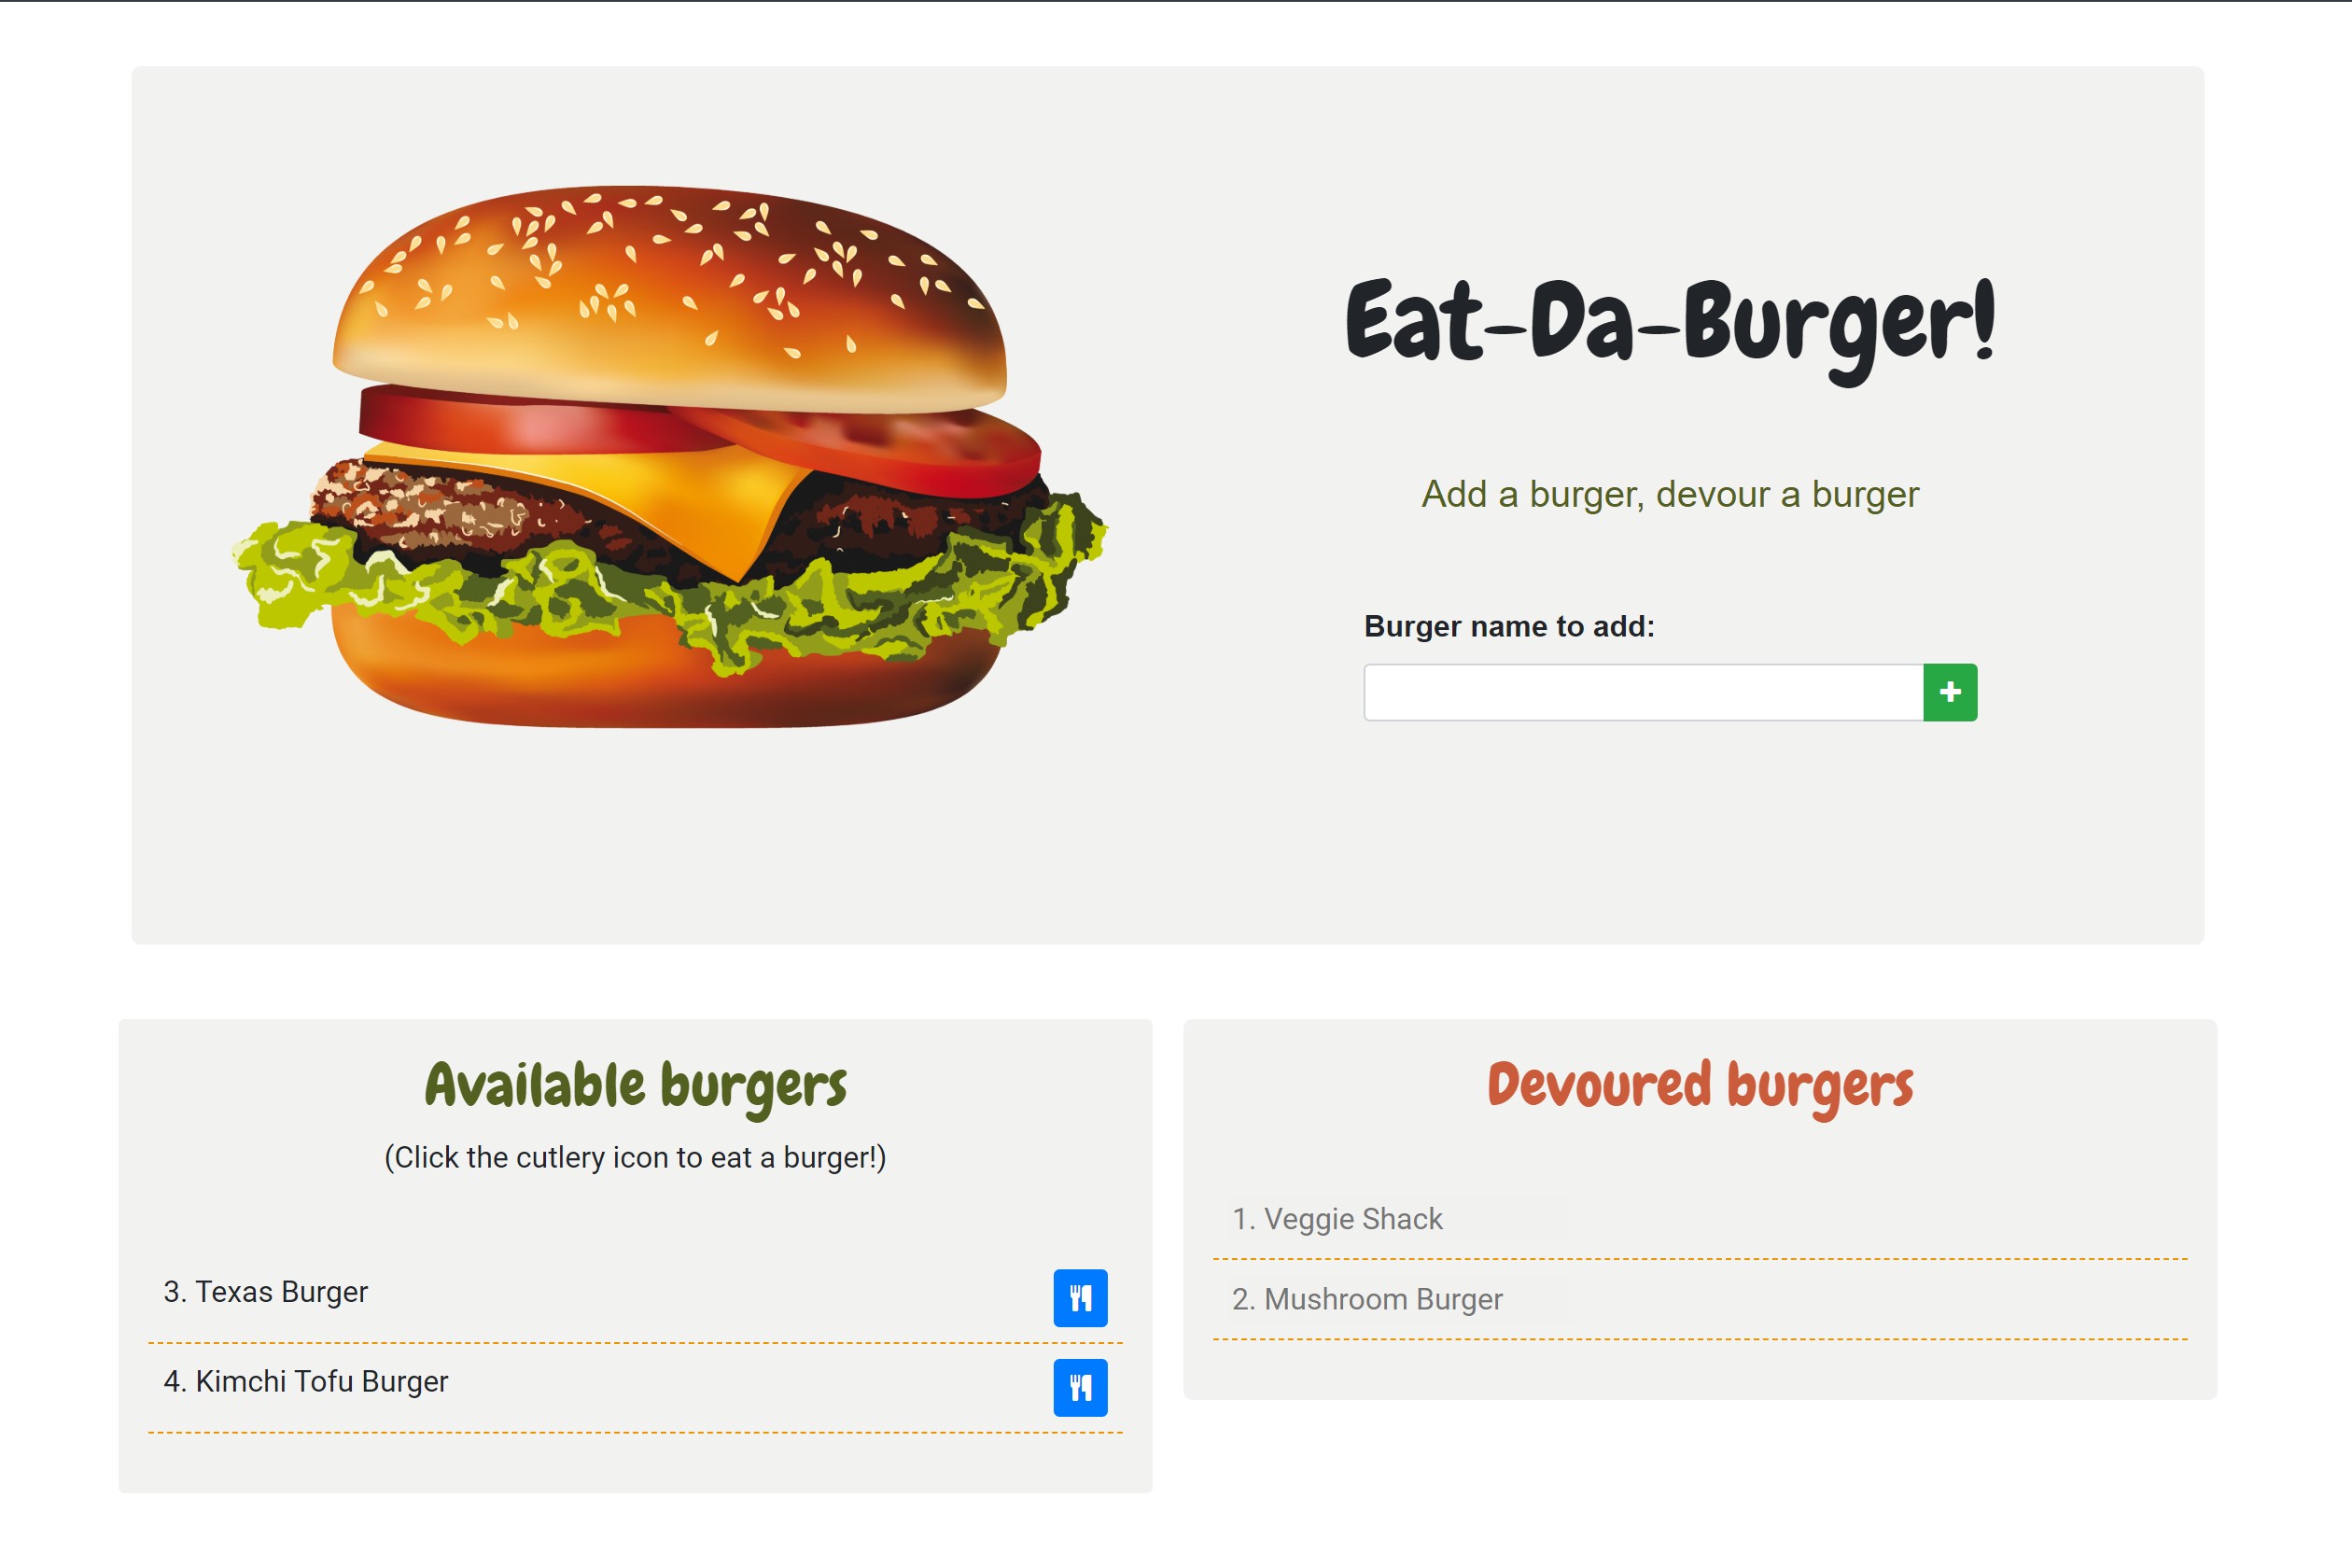 Eat-Da-Burger!
Add a burger, devour a burger
Burger name to add:
Available burgers
(Click the cutlery icon to eat a burger!)
3. Texas Burger
4. Kimchi Tofu Burger
Devoured burgers
1. Veggie Shack
2. Mushroom Burger